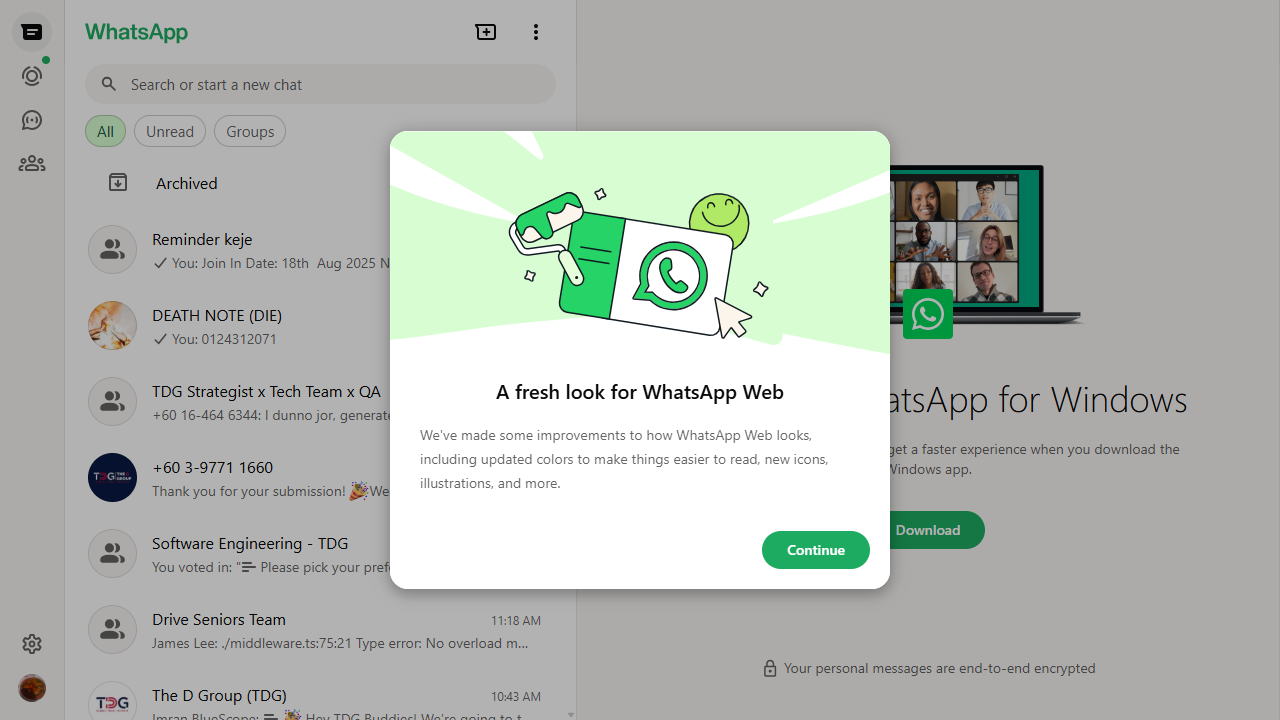 WhatsApp
Search or start a new chat
All
Unread
Groups
Archived
Reminder keje
You: Join In Date: 18th Aug 2025 N
DEATH NOTE (DIE)
You: 0124312071
TDG Strategist x Tech Team x QA
+60 16-464 6344: I dunno jor, generate
+60 3-9771 1660
Thank you for your submission! 🎉We
Software Engineering - TDG
You voted in: "Please pick your pref
Drive Seniors Team
11:18 AM
James Lee: ./middleware.ts:75:21 Type error: No overload m...
The D Group (TDG)
10:43 AM
Imran BlueScope: 🎉 Hey TDG Buddies! We're going to t...
A fresh look for WhatsApp Web
We've made some improvements to how WhatsApp Web looks,
including updated colors to make things easier to read, new icons,
illustrations, and more.
Continue
atsApp for Windows
get a faster experience when you download the
Windows app.
Download
Your personal messages are end-to-end encrypted